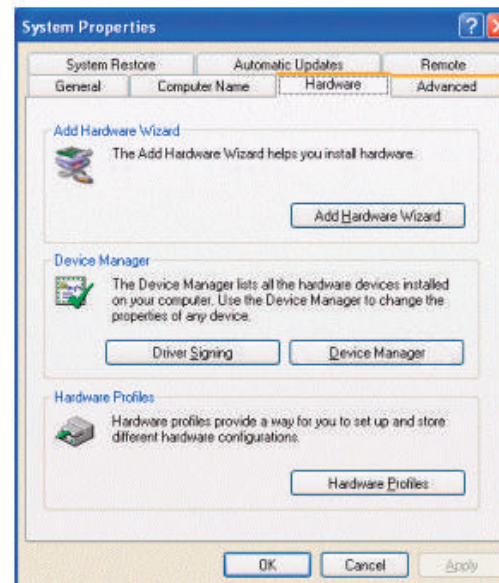 System Properties
System Restore Automatic Updates Remote
General Computer Name Hardware Advanced
Add Hardware Wizard
The Add Hardware Wizard helps you install hardware.
Add Hardware Wizard
Device Manager
The Device Manager lists all the hardware devices installed
on your computer. Use the Device Manager to change the
properties of any device.
Driver Signing Device Manager
Hardware Profiles
Hardware profiles provide a way for you to set up and store
different hardware configurations.
Hardware Profiles
OK Cancel Apply